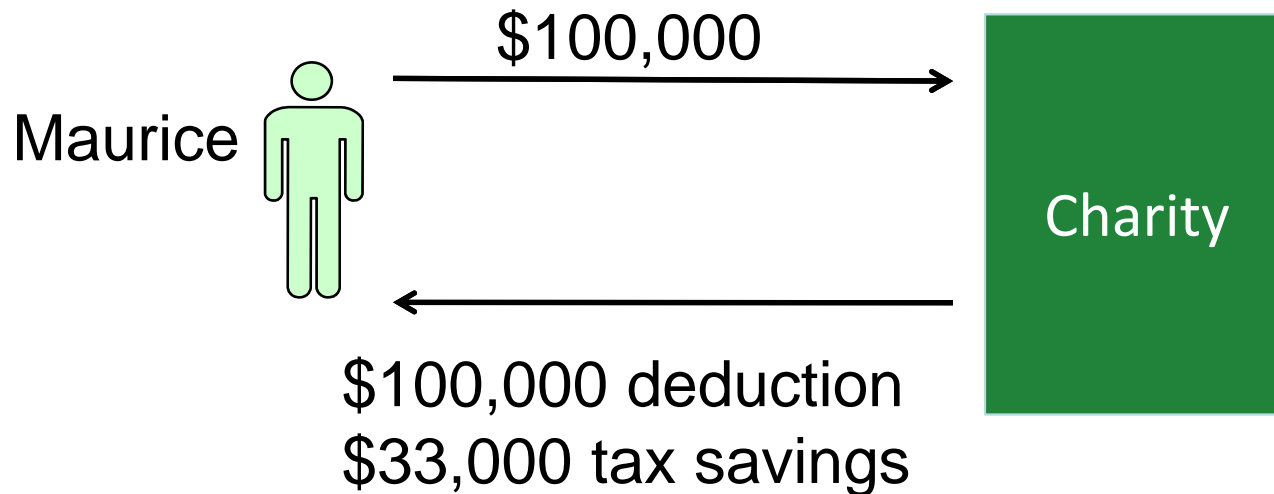 $100,000
Maurice
Charity
$100,000 deduction
$33,000 tax savings